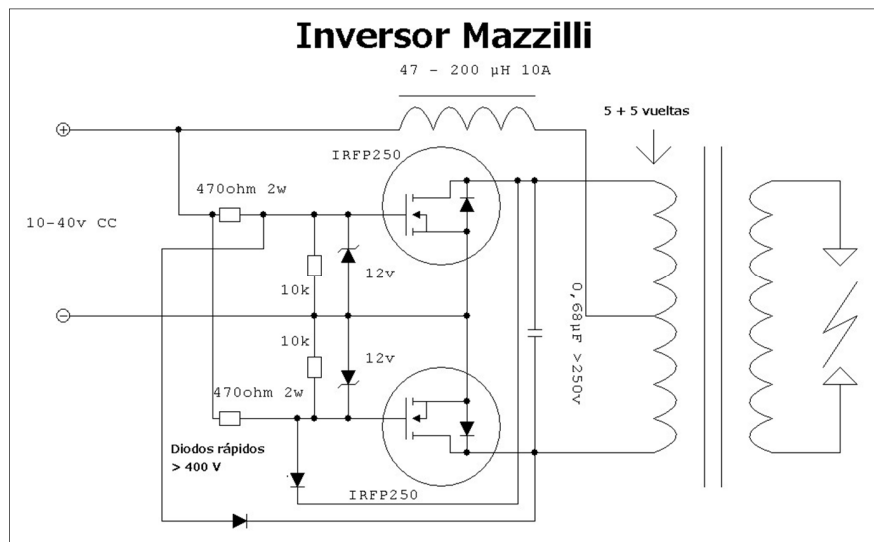 Inversor Mazzilli
47 - 200 µH 10A
5 + 5 vueltas
IRFP250
470ohm 2w
10-40v CC
12v
10k
0,68µF >250v
10k
12v
470ohm 2w
Diodos rápidos
> 400 V
IRFP250